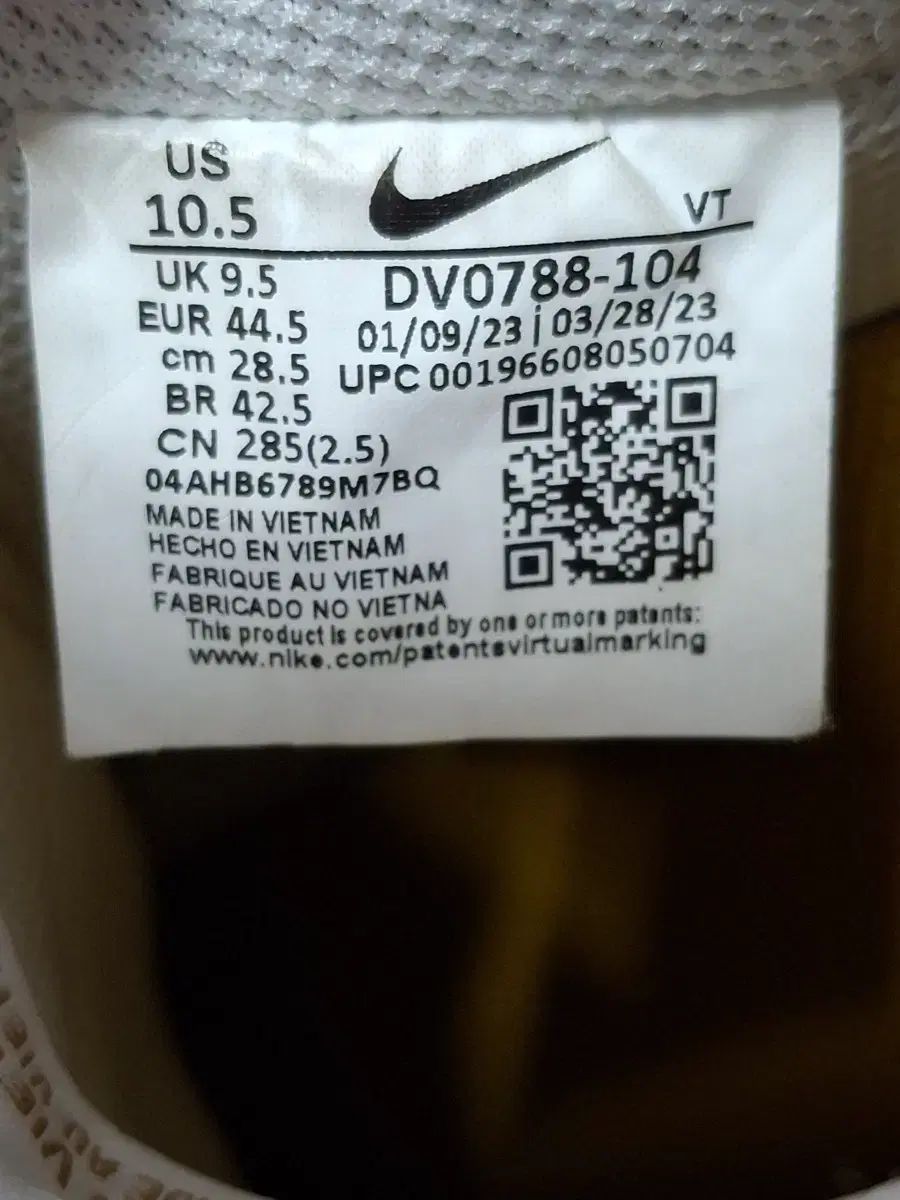 US
10.5
VT
UK 9.5
EUR 44.5
cm 28.5
BR 42.5
CN 285(2.5)
DV0788-104
01/09/23 | 03/28/23
UPC 00196608050704
04AHB6789M7BQ
MADE IN VIETNAM
HECHO EN VIETNAM
FABRIQUE AU VIETNAM
FABRICADO NO VIETNA
This product is covered by one or more patents:
www.nike.com/patentsvirtualmarking